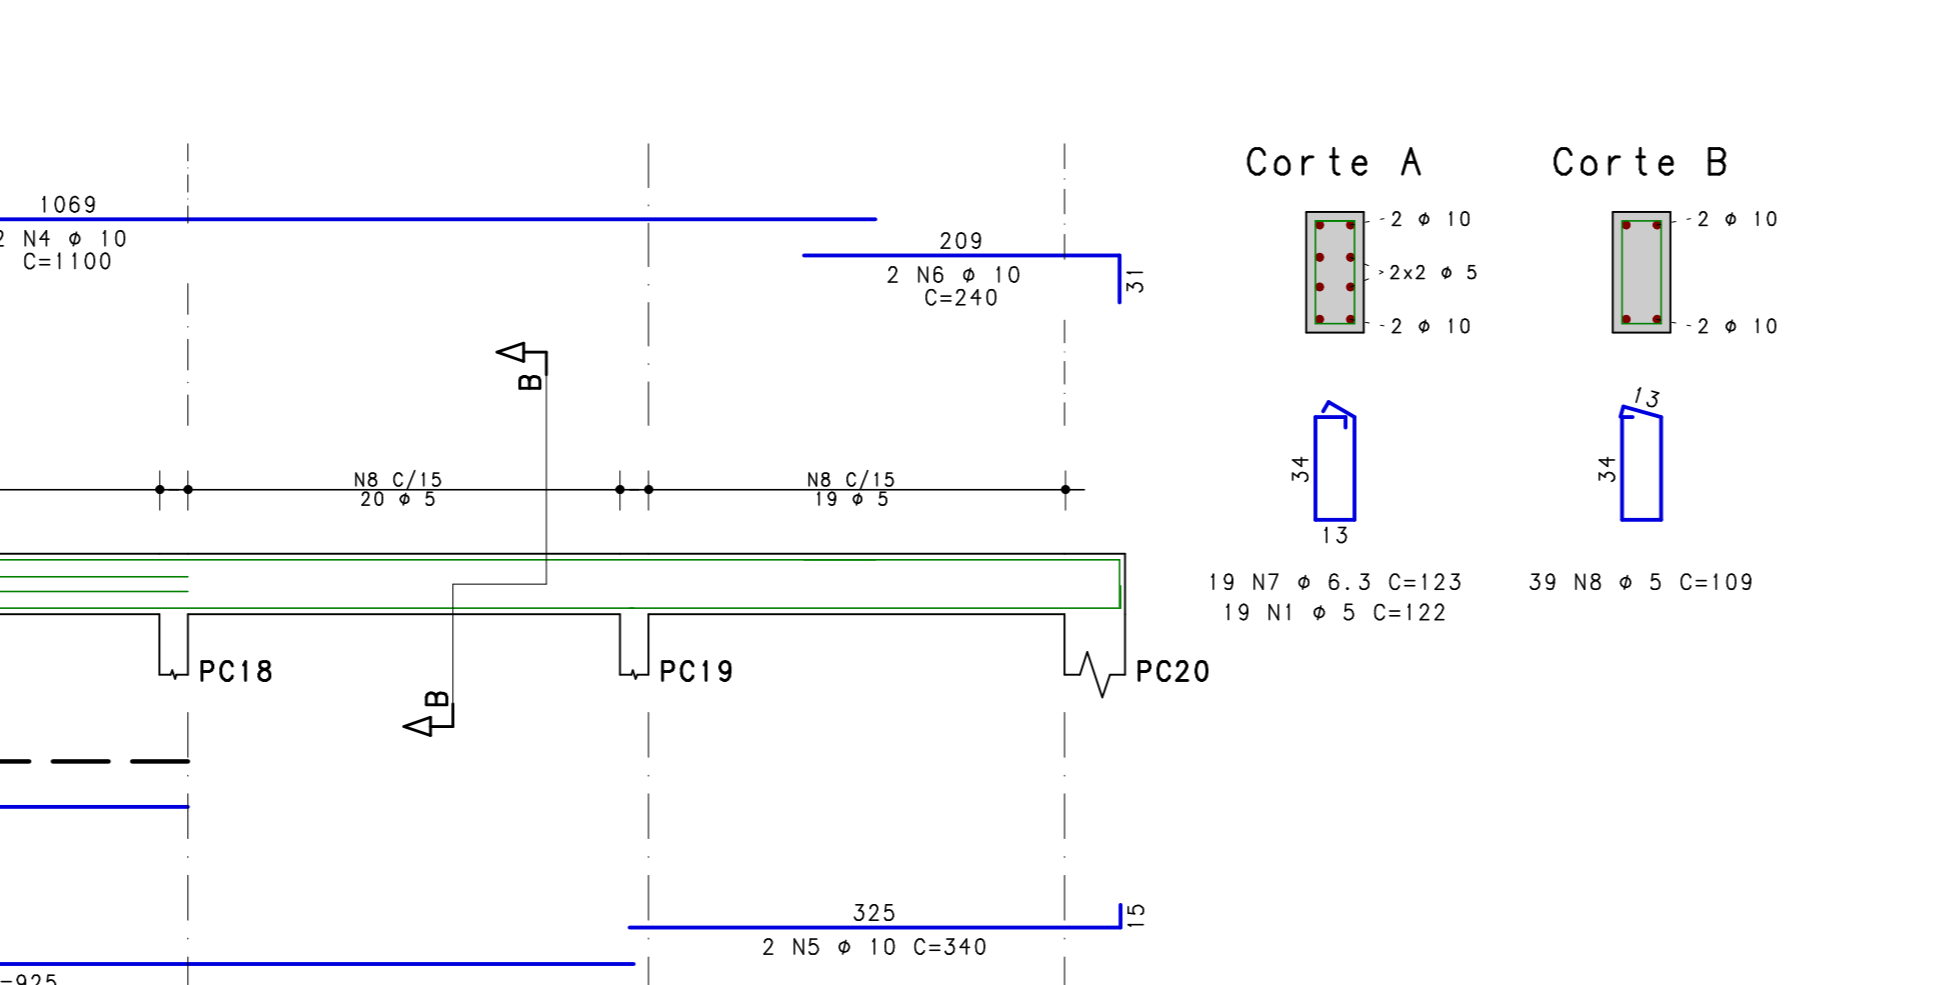 1069
2 N4 ϕ 10
C=1100
209
2 N6 ϕ 10
C=240
31
B
N8 C/15
20 ϕ 5
N8 C/15
19 ϕ 5
PC18
PC19
PC20
B
325
2 N5 ϕ 10 C=340
15
=925
Corte A
2 ϕ 10
2x2 ϕ 5
2 ϕ 10
34
13
19 N7 ϕ 6.3 C=123
19 N1 ϕ 5 C=122
Corte B
2 ϕ 10
2 ϕ 10
13
34
39 N8 ϕ 5 C=109